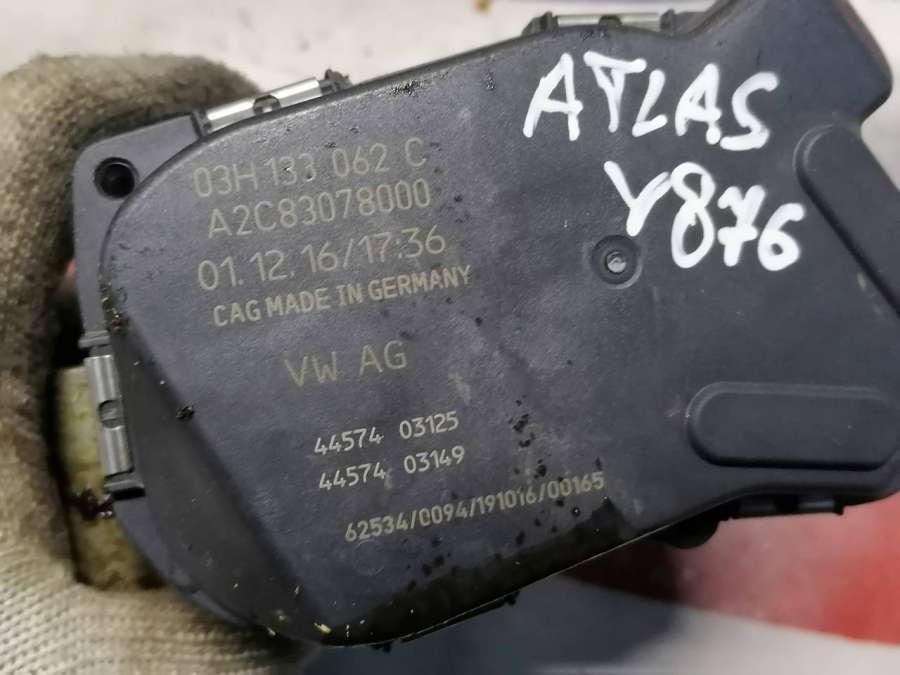 ATLAS
V876
03H 133 062 C
A2C83078000
01.12.16/17:36
CAG MADE IN GERMANY
VW AG
44574 03125
44574 03149
62534/0094/191016/00165